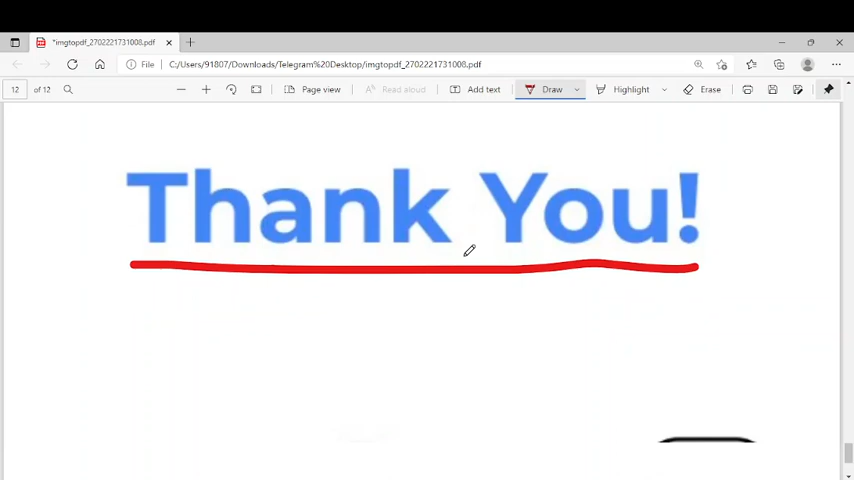 *imgtopdf_2702221731008.pdf
File C:/Users/91807/Downloads/Telegram%20Desktop/imgtopdf_2702221731008.pdf
12 of 12 Page view Read aloud Add text Draw Highlight Erase
Thank You!